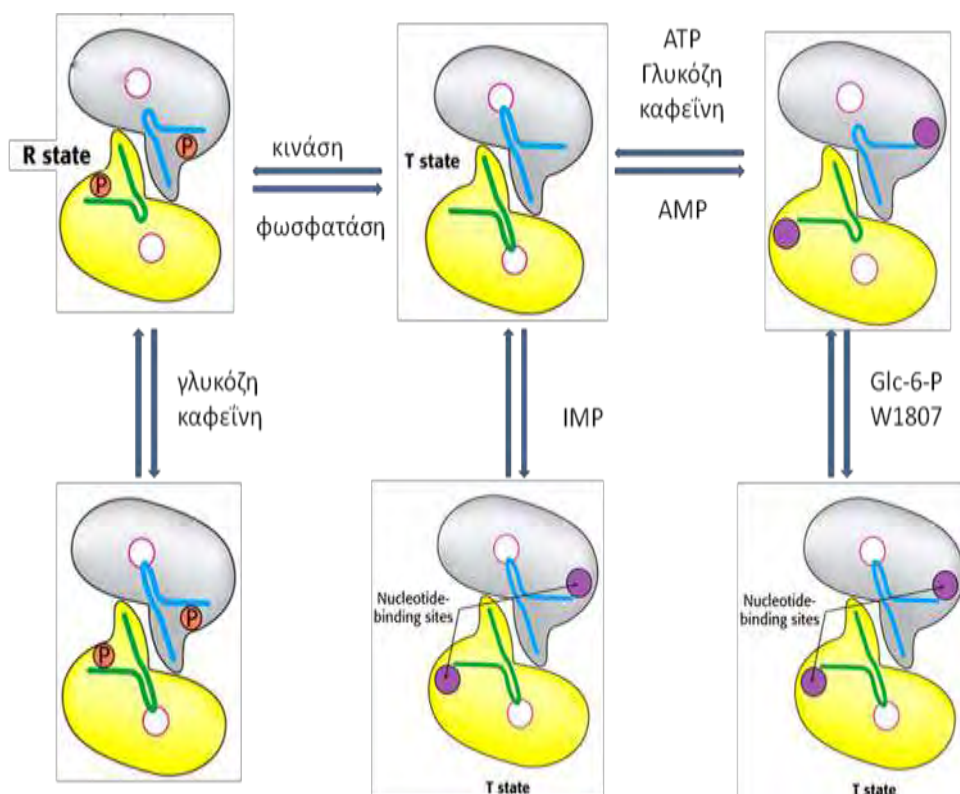 R state
P
P
κινάση
φωσφατάση
T state
ATP
Γλυκόζη
καφεΐνη
AMP
γλυκόζη
καφεΐνη
IMP
Glc-6-P
W1807
P
P
Nucleotide-
binding sites
T state
Nucleotide-
binding sites
T state